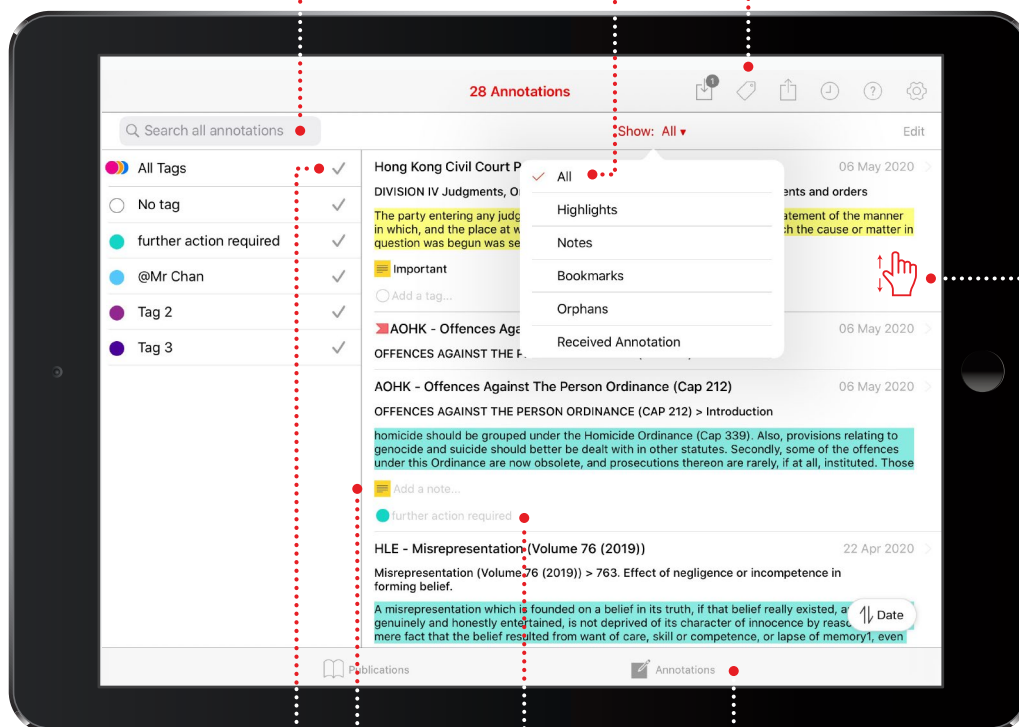 28 Annotations
1
?
Search all annotations
Show: All ▾
Edit
All Tags
No tag
further action required
@Mr Chan
Tag 2
Tag 3
Hong Kong Civil Court P
06 May 2020
DIVISION IV Judgments, O
ents and orders
The party entering any judg
atement of the manner
in which, and the place at w
h the cause or matter in
question was begun was se
Important
Add a tag...
All
Highlights
Notes
Bookmarks
Orphans
Received Annotation
AOHK - Offences Aga
06 May 2020
OFFENCES AGAINST THE P
AOHK - Offences Against The Person Ordinance (Cap 212)
06 May 2020
OFFENCES AGAINST THE PERSON ORDINANCE (CAP 212) > Introduction
homicide should be grouped under the Homicide Ordinance (Cap 339). Also, provisions relating to
genocide and suicide should better be dealt with in other statutes. Secondly, some of the offences
under this Ordinance are now obsolete, and prosecutions thereon are rarely, if at all, instituted. Those
Add a note...
further action required
HLE - Misrepresentation (Volume 76 (2019))
22 Apr 2020
Misrepresentation (Volume 76 (2019)) > 763. Effect of negligence or incompetence in
forming belief.
A misrepresentation which is founded on a belief in its truth, if that belief really existed, a
genuinely and honestly entertained, is not deprived of its character of innocence by reas
mere fact that the belief resulted from want of care, skill or competence, or lapse of memory1, even
Date
Publications
Annotations